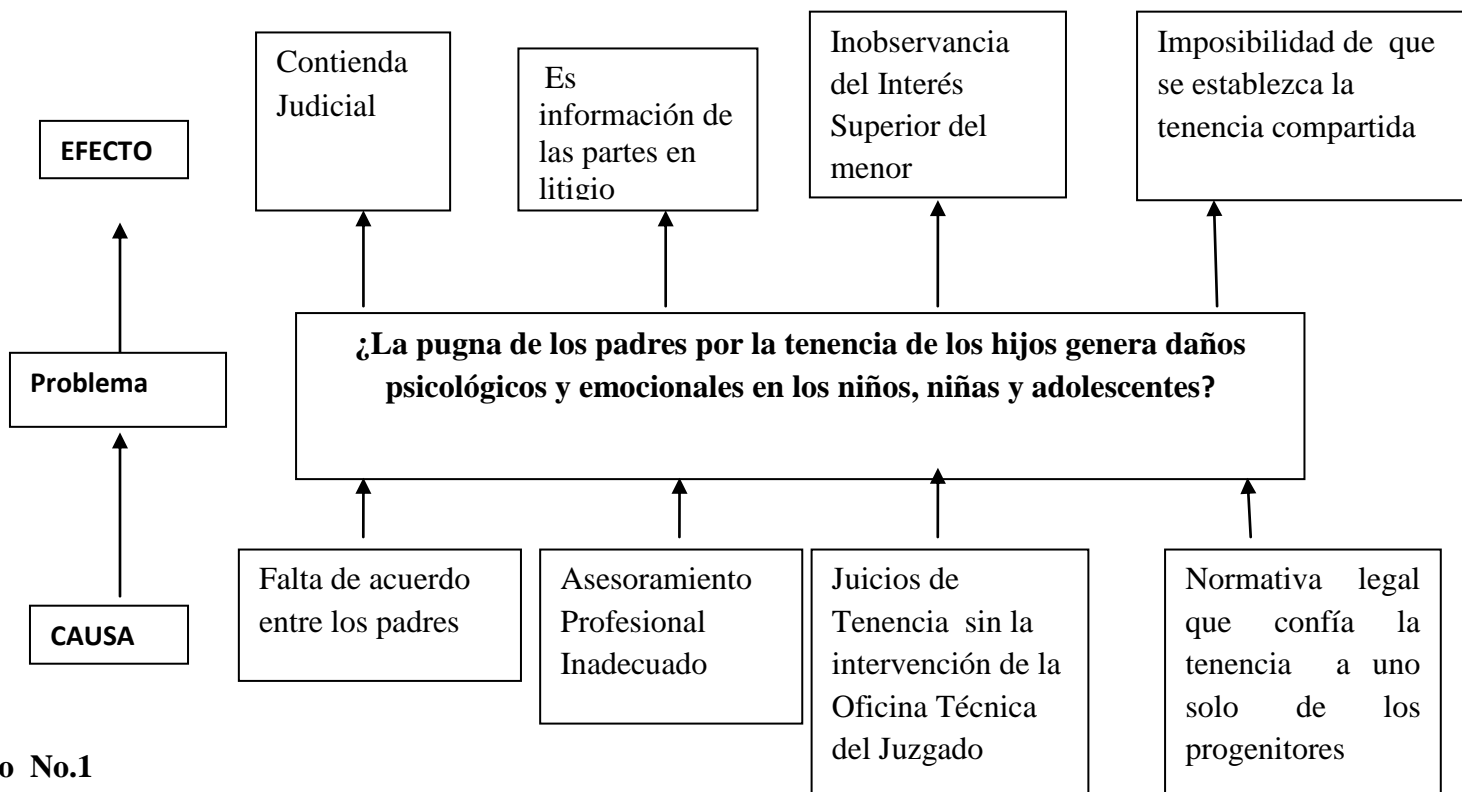 Contienda
Judicial
Es
información de
las partes en
litigio
Inobservancia
del Interés
Superior del
menor
Imposibilidad de que
se establezca la
tenencia compartida
EFECTO
¿La pugna de los padres por la tenencia de los hijos genera daños
psicológicos y emocionales en los niños, niñas y adolescentes?
Problema
Falta de acuerdo
entre los padres
Asesoramiento
Profesional
Inadecuado
Juicios de
Tenencia sin la
intervención de la
Oficina Técnica
del Juzgado
Normativa legal
que confía la
tenencia a uno
solo de los
progenitores
CAUSA
o No.1